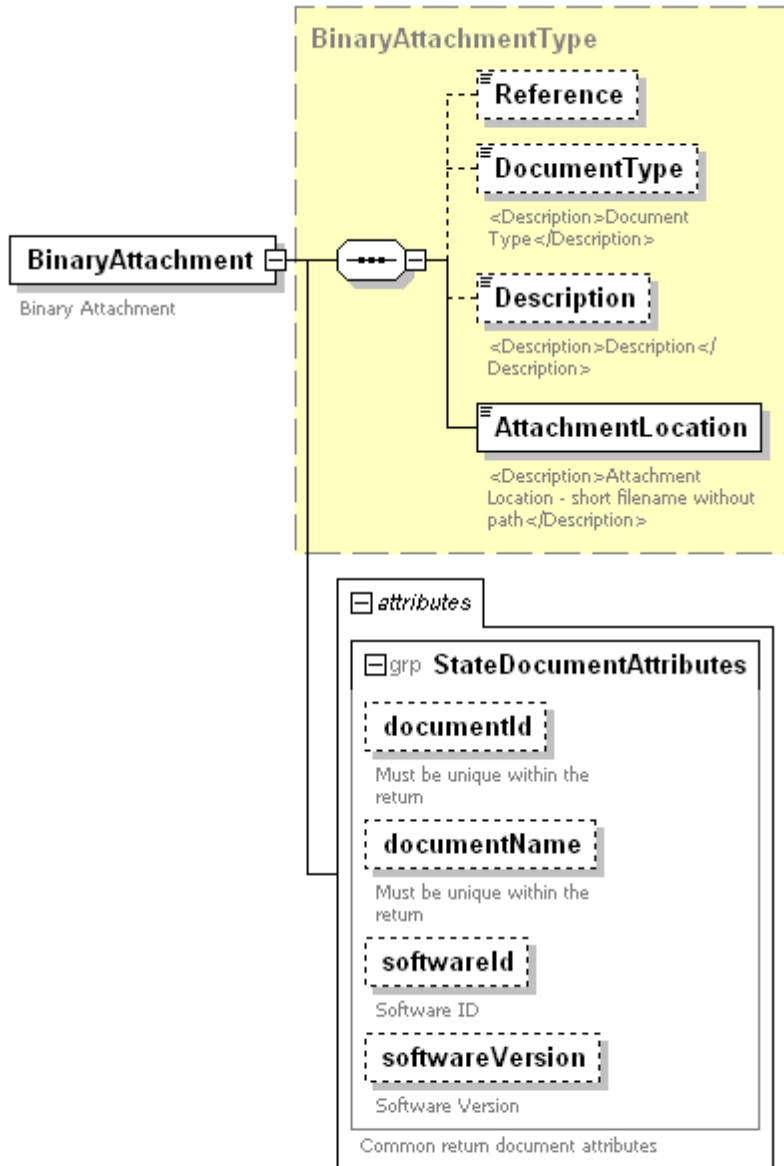 BinaryAttachmentType
Reference
DocumentType
<Description>Document
Type</Description>
BinaryAttachment
Binary Attachment
Description
<Description>Description</
Description>
AttachmentLocation
<Description>Attachment
Location - short filename without
path</Description>
attributes
grp StateDocumentAttributes
documentId
Must be unique within the
return
documentName
Must be unique within the
return
softwareId
Software ID
softwareVersion
Software Version
Common return document attributes